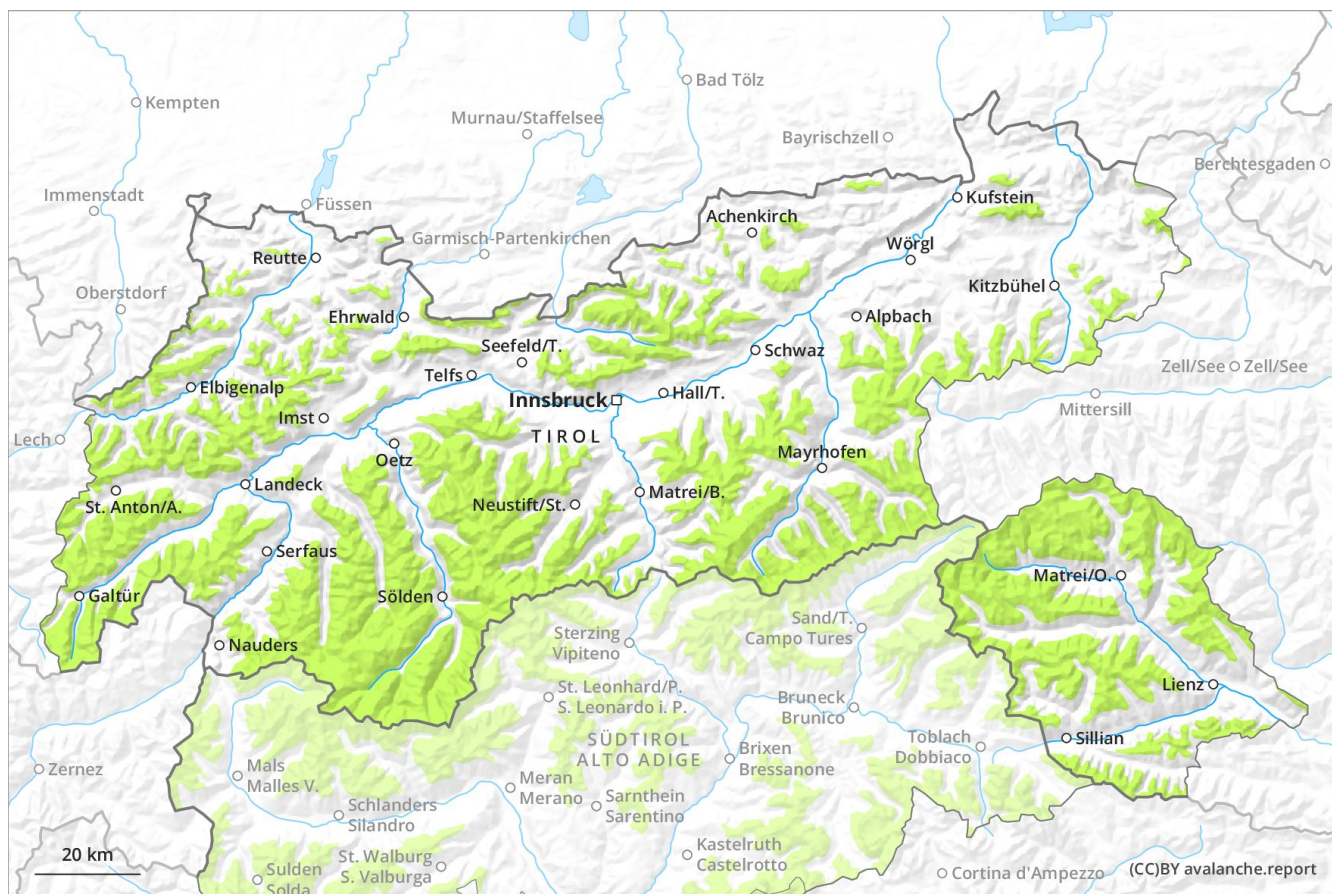 Kempten
Bad Tölz
Murnau/Staffelsee
Bayrischzell
Berchtesgaden
Immenstadt
Füssen
Kufstein
Achenkirch
Garmisch-Partenkirchen
Wörgl
Reutte
Oberstdorf
Kitzbühel
Ehrwald
Alpbach
Seefeld/T.
Schwaz
Telfs
Zell/See
Zell/See
Elbigenalp
Innsbruck
Hall/T.
Mittersill
Imst
Lech
TIROL
Oetz
Mayrhofen
Landeck
Matrei/B.
St. Anton/A.
Neustift/St.
Serfaus
Matrei/O.
Galtür
Sölden
Sand/T.
Campo Tures
Sterzing
Vipiteno
Nauders
Lienz
St. Leonhard/P.
S. Leonardo i. P.
Bruneck
Brunico
SÜDTIROL
ALTO ADIGE
Sillian
Toblach
Dobbiaco
Brixen
Bressanone
Zernez
Mals
Malles V.
Meran
Merano
Sarnthein
Sarentino
Schlanders
Silandro
Kastelruth
Castelrotto
20 km
St. Walburg
S. Valburga
Sulden
Solda
Cortina d'Ampezzo
(CC)BY avalanche.report